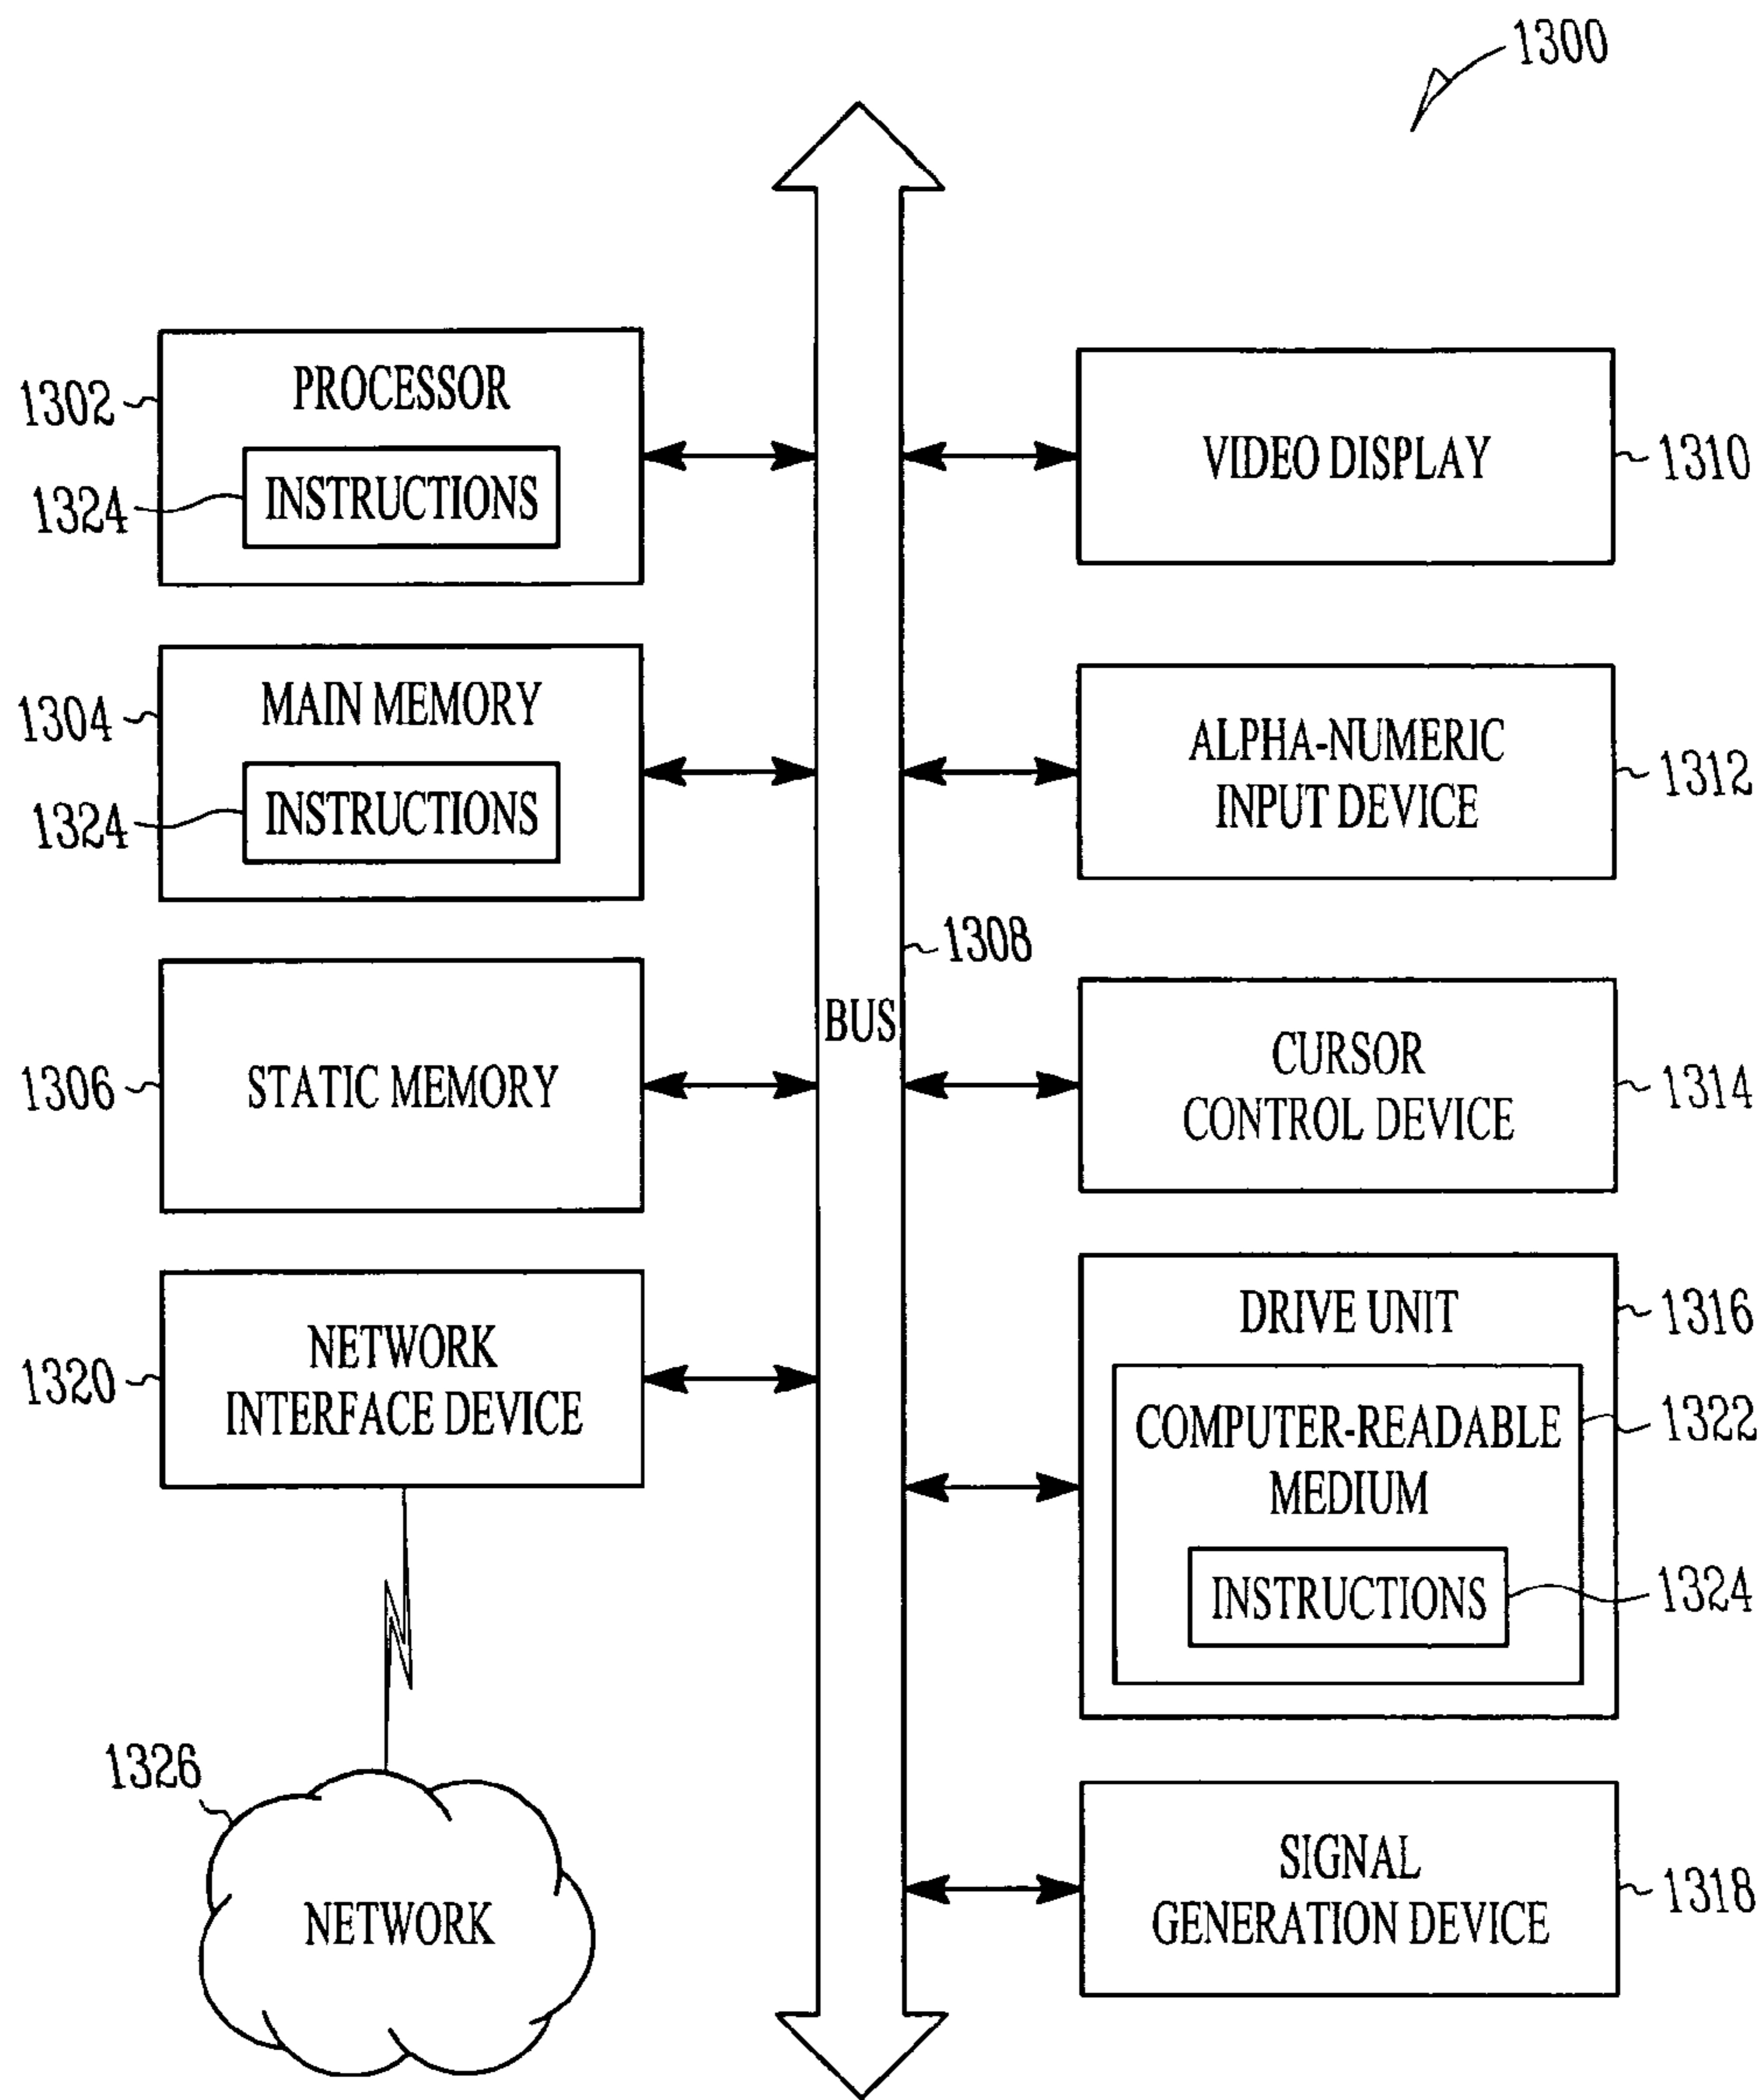 1300
PROCESSOR
1302
INSTRUCTIONS
1324
MAIN MEMORY
1304
INSTRUCTIONS
1324
STATIC MEMORY
1306
NETWORK
INTERFACE DEVICE
1320
1326
NETWORK
1308
BUS
VIDEO DISPLAY
1310
ALPHA-NUMERIC
INPUT DEVICE
1312
CURSOR
CONTROL DEVICE
1314
DRIVE UNIT
1316
COMPUTER-READABLE
MEDIUM
1322
INSTRUCTIONS
1324
SIGNAL
GENERATION DEVICE
1318